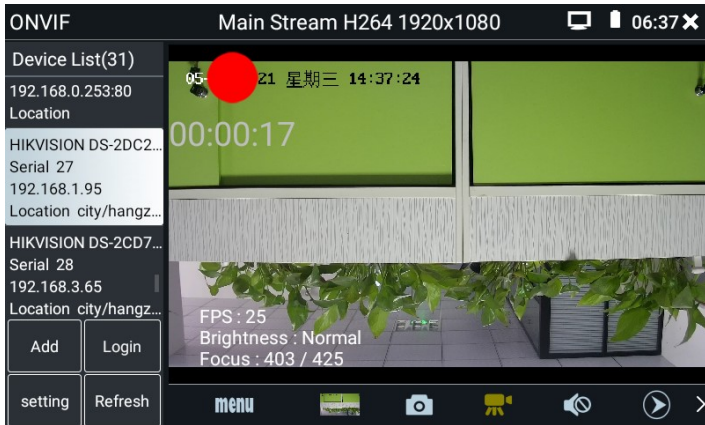 ONVIF
Main Stream H264 1920x1080
06:37
Device List(31)
192.168.0.253:80
Location
HIKVISION DS-2DC2...
Serial 27
192.168.1.95
Location city/hangz...
HIKVISION DS-2CD7...
Serial 28
192.168.3.65
Location city/hangz...
Add
Login
setting
Refresh
05- 21 星期三 14:37:24
00:00:17
FPS : 25
Brightness : Normal
Focus : 403 / 425
menu